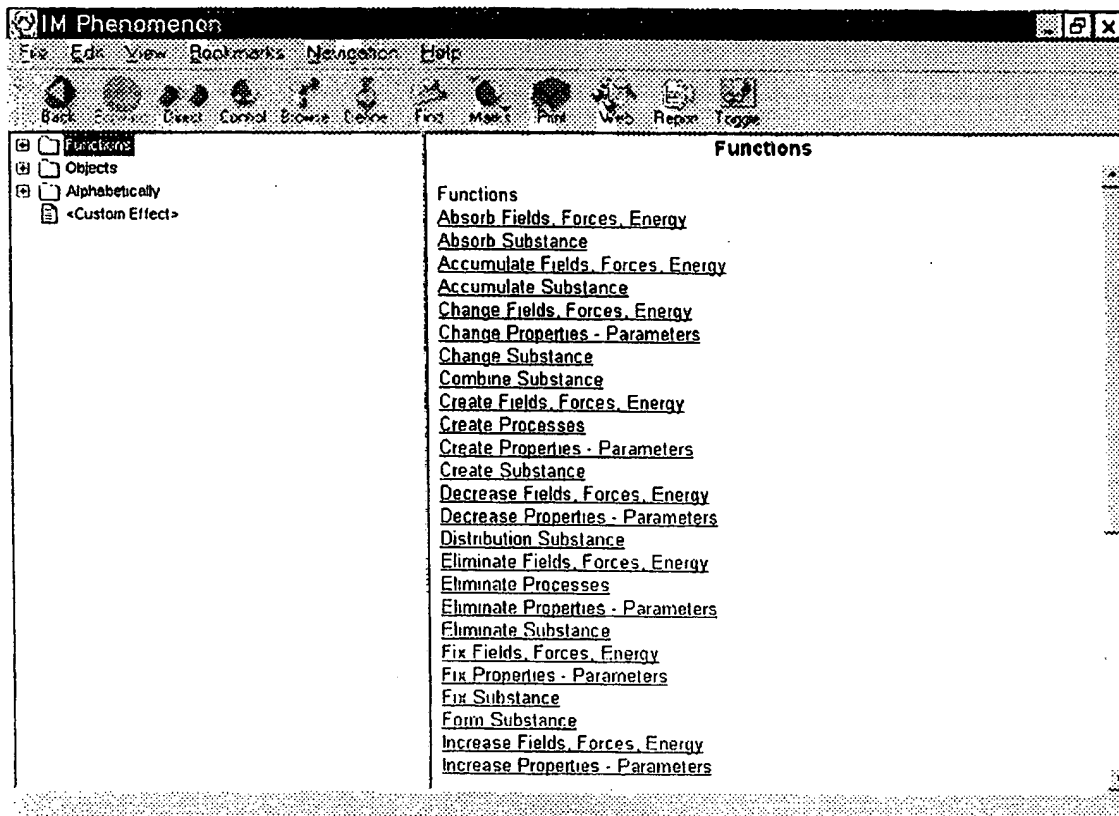 IM Phenomenon
File Edit View Bookmarks Navigation Help
Back Forward Direct Control Browse Define Find Marks Print Web Report Toggle
Functions
Objects
Alphabetically
<Custom Effect>
Functions
Functions
Absorb Fields, Forces, Energy
Absorb Substance
Accumulate Fields, Forces, Energy
Accumulate Substance
Change Fields, Forces, Energy
Change Properties - Parameters
Change Substance
Combine Substance
Create Fields, Forces, Energy
Create Processes
Create Properties - Parameters
Create Substance
Decrease Fields, Forces, Energy
Decrease Properties - Parameters
Distribution Substance
Eliminate Fields, Forces, Energy
Eliminate Processes
Eliminate Properties - Parameters
Eliminate Substance
Fix Fields, Forces, Energy
Fix Properties - Parameters
Fix Substance
Form Substance
Increase Fields, Forces, Energy
Increase Properties - Parameters